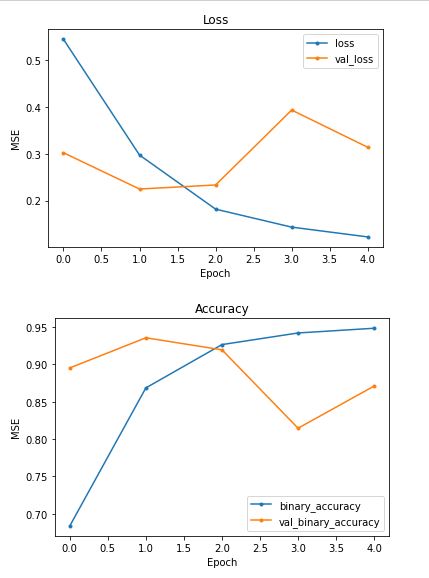 Loss
loss
val_loss
0.5
0.4
0.3
0.2
MSE
0.0 0.5 1.0 1.5 2.0 2.5 3.0 3.5 4.0
Epoch
Accuracy
0.95
0.90
0.85
0.80
0.75
0.70
MSE
binary_accuracy
val_binary_accuracy
0.0 0.5 1.0 1.5 2.0 2.5 3.0 3.5 4.0
Epoch